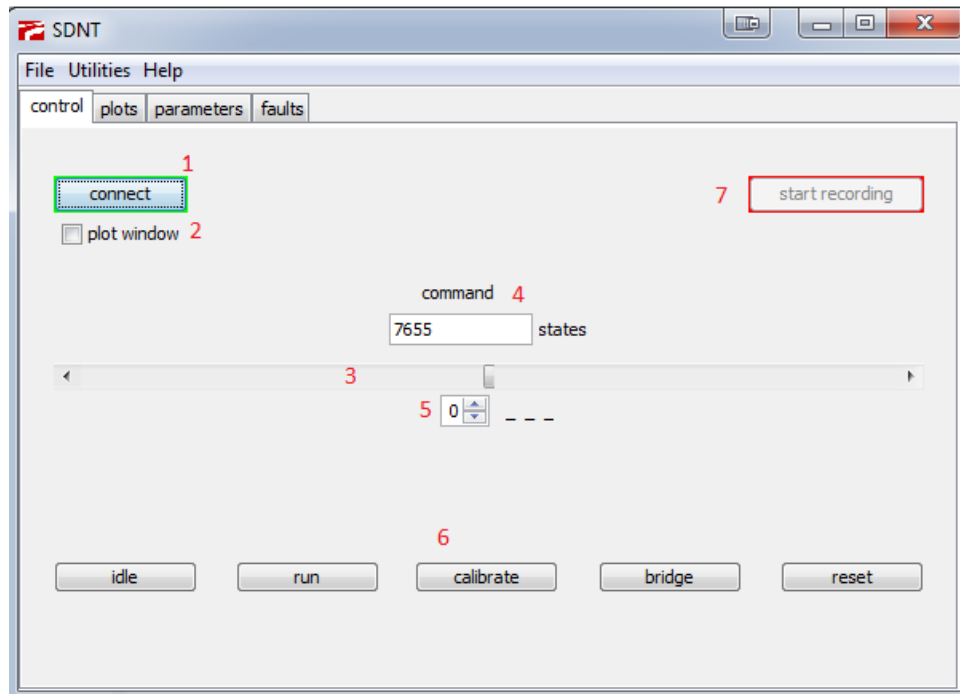 SDNT
File Utilities Help
control plots parameters faults
1
connect
7 start recording
plot window 2
command 4
7655 states
3
5 0 _ _ _
6
idle run calibrate bridge reset